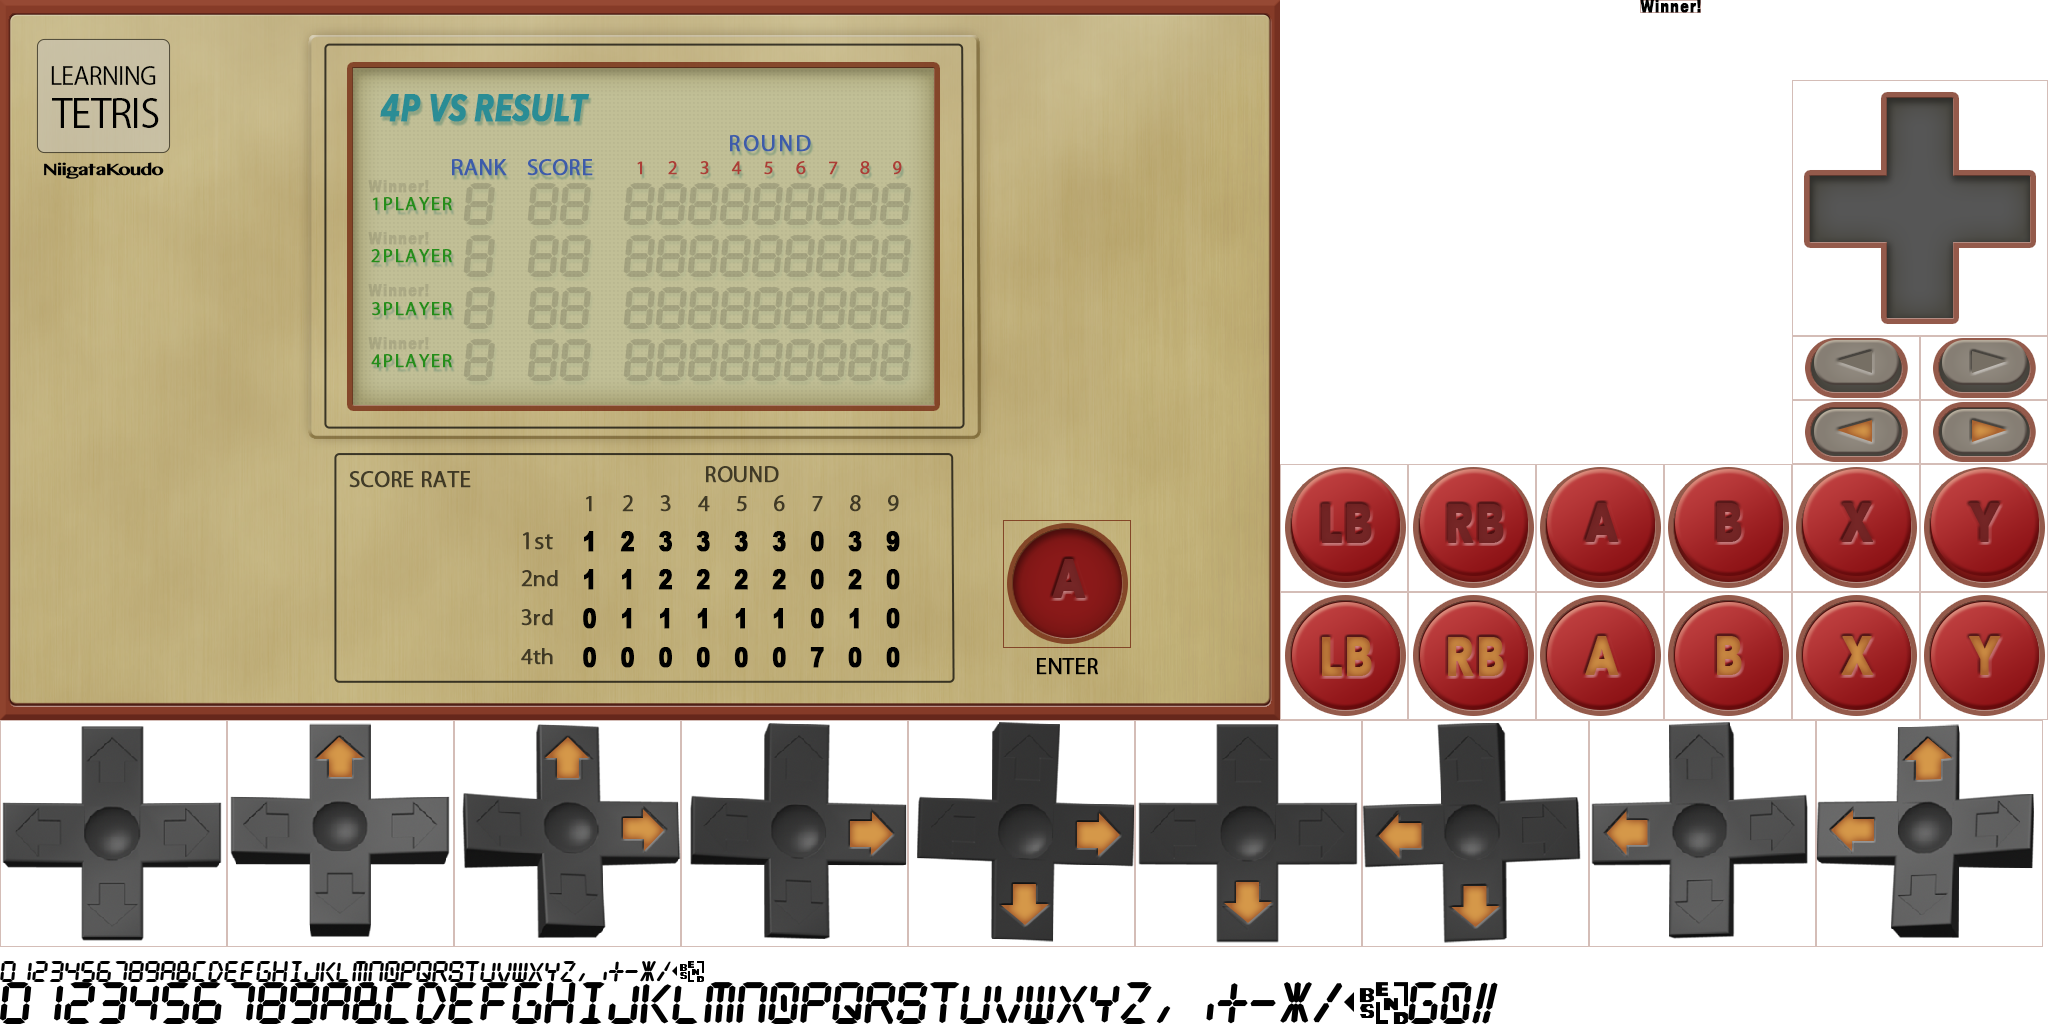 Winner!
LEARNING
TETRIS
NiigataKoudo
4P VS RESULT
ROUND
RANK SCORE 1 2 3 4 5 6 7 8 9
Winner!
1PLAYER 8 88 888888888
Winner!
2PLAYER 8 88 888888888
Winner!
3PLAYER 8 88 888888888
Winner!
4PLAYER 8 88 888888888
SCORE RATE
ROUND
1 2 3 4 5 6 7 8 9
1st 1 2 3 3 3 3 0 3 9
2nd 1 1 2 2 2 2 0 2 0
3rd 0 1 1 1 1 1 0 1 0
4th 0 0 0 0 0 0 7 0 0
A
ENTER
LB RB A B X Y
LB RB A B X Y
0123456789ABCDEFGHIJKLMNOPQRSTUVWXYZ, .+-Ж/
0123456789ABCDEFGHIJKLMNOPQRSTUVWXYZ, .+-Ж/ GO!!